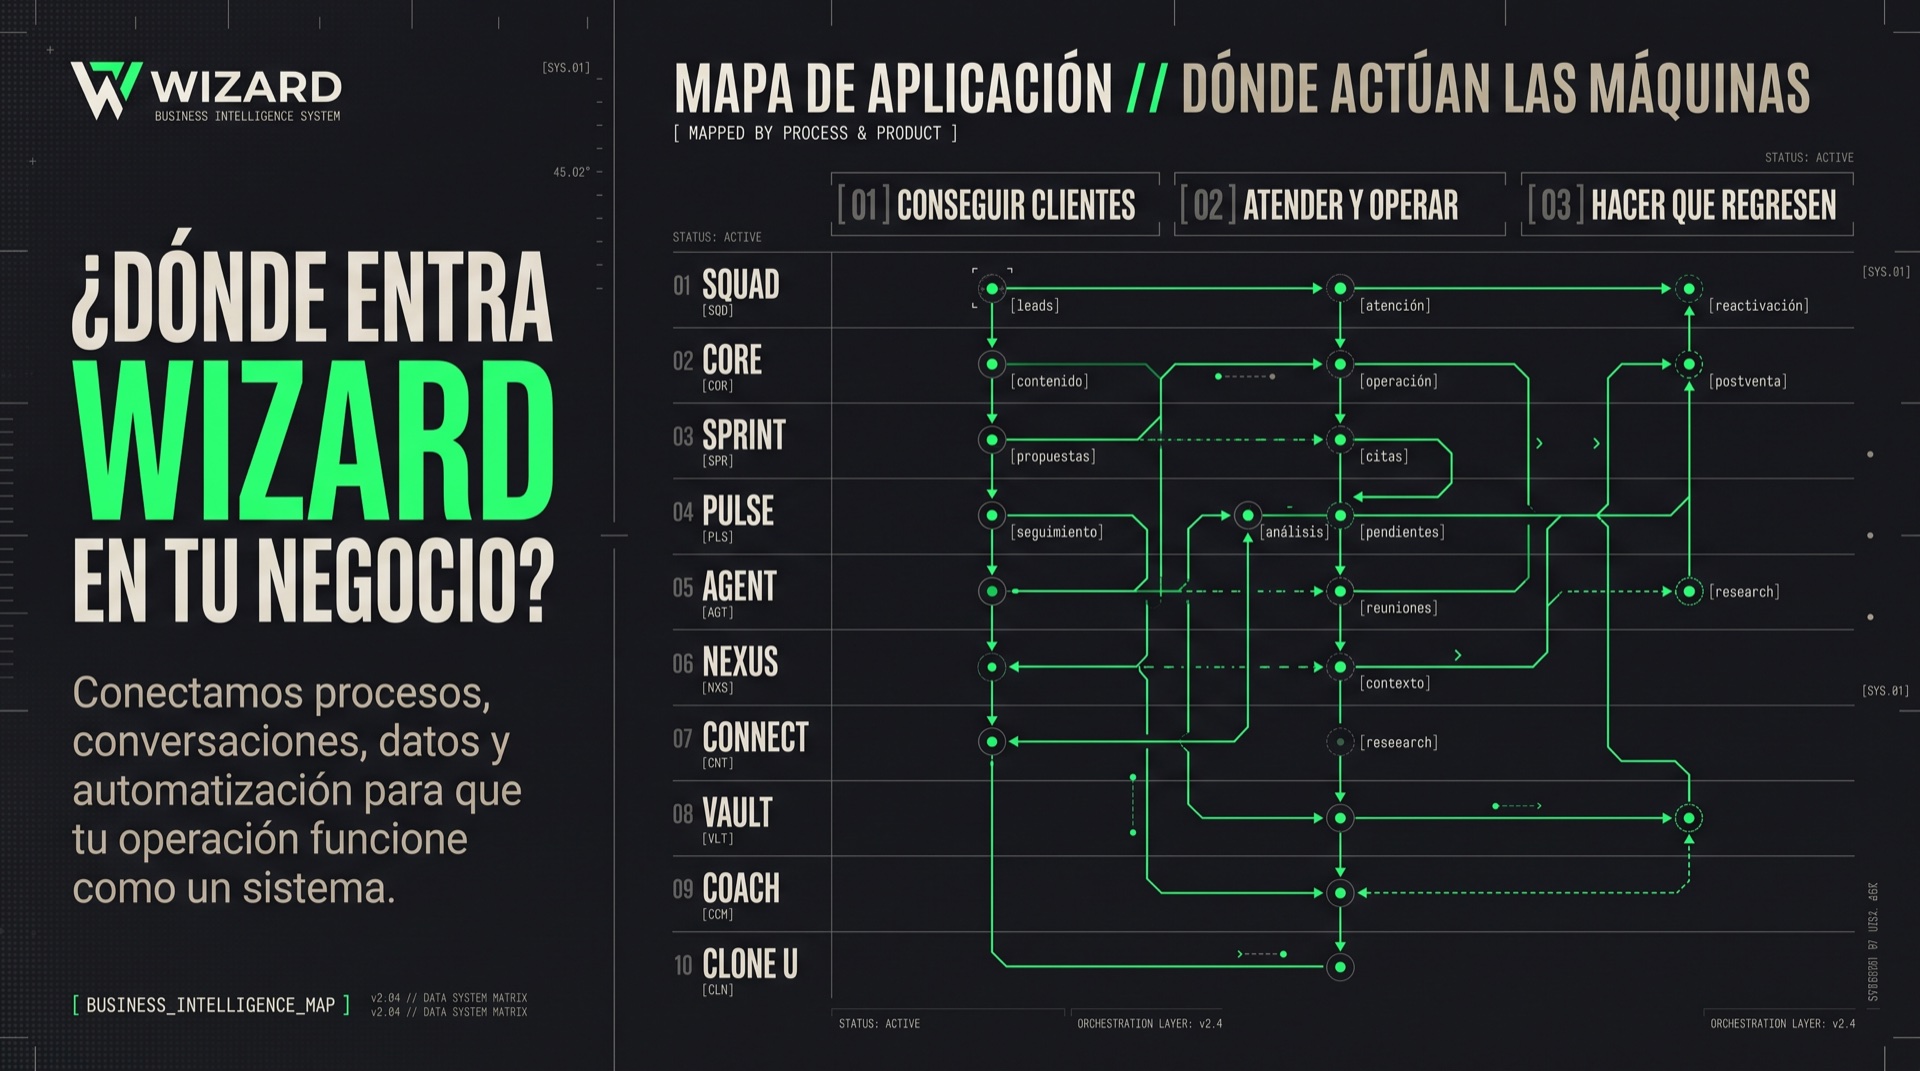 WIZARD
BUSINESS INTELLIGENCE SYSTEM
[SYS.01]
45.02°
¿DÓNDE ENTRA
WIZARD
EN TU NEGOCIO?
Conectamos procesos,
conversaciones, datos y
automatización para que
tu operación funcione
como un sistema.
[ BUSINESS_INTELLIGENCE_MAP ]
v2.04 // DATA SYSTEM MATRIX
v2.04 // DATA SYSTEM MATRIX
MAPA DE APLICACIÓN // DÓNDE ACTÚAN LAS MÁQUINAS
[ MAPPED BY PROCESS & PRODUCT ]
STATUS: ACTIVE
[01] CONSEGUIR CLIENTES
[02] ATENDER Y OPERAR
[03] HACER QUE REGRESEN
STATUS: ACTIVE
01 SQUAD
[SQD]
[leads]
[atención]
[reactivación]
[SYS.01]
02 CORE
[COR]
[contenido]
[operación]
[postventa]
03 SPRINT
[SPR]
[propuestas]
[citas]
04 PULSE
[PLS]
[seguimiento]
[análisis]
[pendientes]
05 AGENT
[AGT]
[reuniones]
[research]
06 NEXUS
[NXS]
[contexto]
[SYS.01]
07 CONNECT
[CNT]
[reseearch]
08 VAULT
[VLT]
09 COACH
[CCM]
10 CLONE U
[CLN]
STATUS: ACTIVE
ORCHESTRATION LAYER: v2.4
ORCHESTRATION LAYER: v2.4